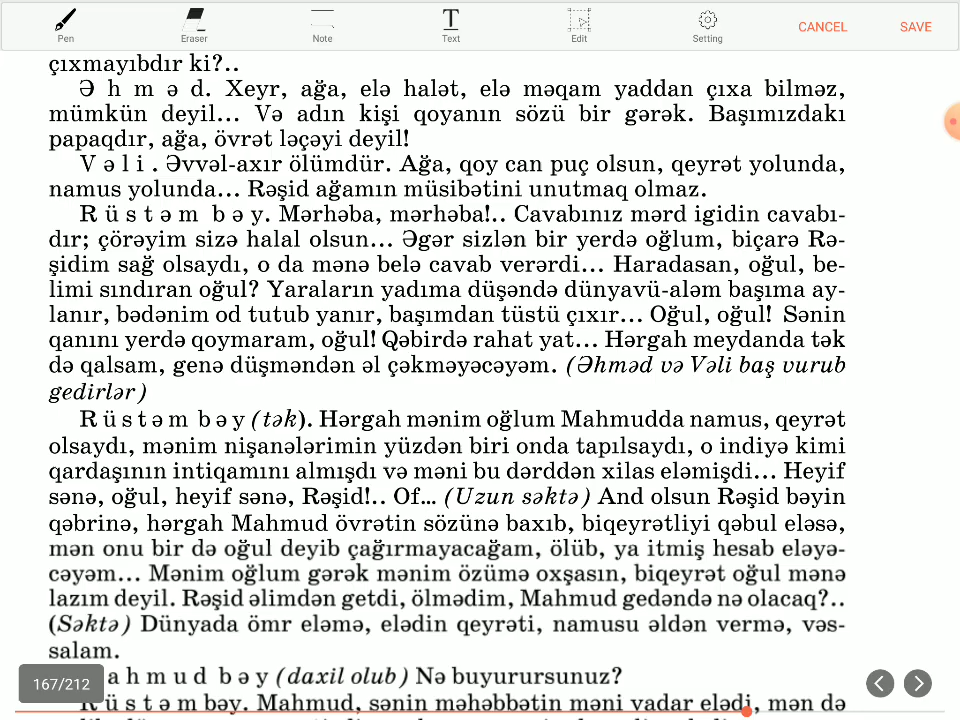 Pen
Eraser
Note
Text
Edit
Setting
CANCEL
SAVE
çıxmayıbdır ki?..
Ə h m ə d. Xeyr, ağa, elə halət, elə məqam yaddan çıxa bilməz,
mümkün deyil... Və adın kişi qoyanın sözü bir gərək. Başımızdakı
papaqdır, ağa, övrət ləçəyi deyil!
V ə l i . Əvvəl-axır ölümdür. Ağa, qoy can puç olsun, qeyrət yolunda,
namus yolunda... Rəşid ağamın müsibətini unutmaq olmaz.
R ü s t ə m b ə y. Mərhəba, mərhəba!.. Cavabınız mərd igidin cavabı-
dır; çörəyim sizə halal olsun... Əgər sizlən bir yerdə oğlum, biçarə Rə-
şidim sağ olsaydı, o da mənə belə cavab verərdi... Haradasan, oğul, be-
limi sındıran oğul? Yaraların yadıma düşəndə dünyavü-aləm başıma ay-
lanır, bədənim od tutub yanır, başımdan tüstü çıxır... Oğul, oğul! Sənin
qanını yerdə qoymaram, oğul! Qəbirdə rahat yat... Hərgah meydanda tək
də qalsam, genə düşməndən əl çəkməyəcəyəm. (Əhməd və Vəli baş vurub
gedirlər)
R ü s t ə m b ə y (tək). Hərgah mənim oğlum Mahmudda namus, qeyrət
olsaydı, mənim nişanələrimin yüzdən biri onda tapılsaydı, o indiyə kimi
qardaşının intiqamını almışdı və məni bu dərddən xilas eləmişdi... Heyif
sənə, oğul, heyif sənə, Rəşid!.. Of... (Uzun səktə) And olsun Rəşid bəyin
qəbrinə, hərgah Mahmud övrətin sözünə baxıb, biqeyrətliyi qəbul eləsə,
mən onu bir də oğul deyib çağırmayacağam, ölüb, ya itmiş hesab eləyə-
cəyəm... Mənim oğlum gərək mənim özümə oxşasın, biqeyrət oğul mənə
lazım deyil. Rəşid əlimdən getdi, ölmədim, Mahmud gedəndə nə olacaq?..
(Səktə) Dünyada ömr eləmə, elədin qeyrəti, namusu əldən vermə, vəs-
salam.
a h m u d b ə y (daxil olub) Nə buyurursunuz?
167/212
R ü s t ə m bəy. Mahmud, sənin məhəbbətin məni vadar elədi, mən də